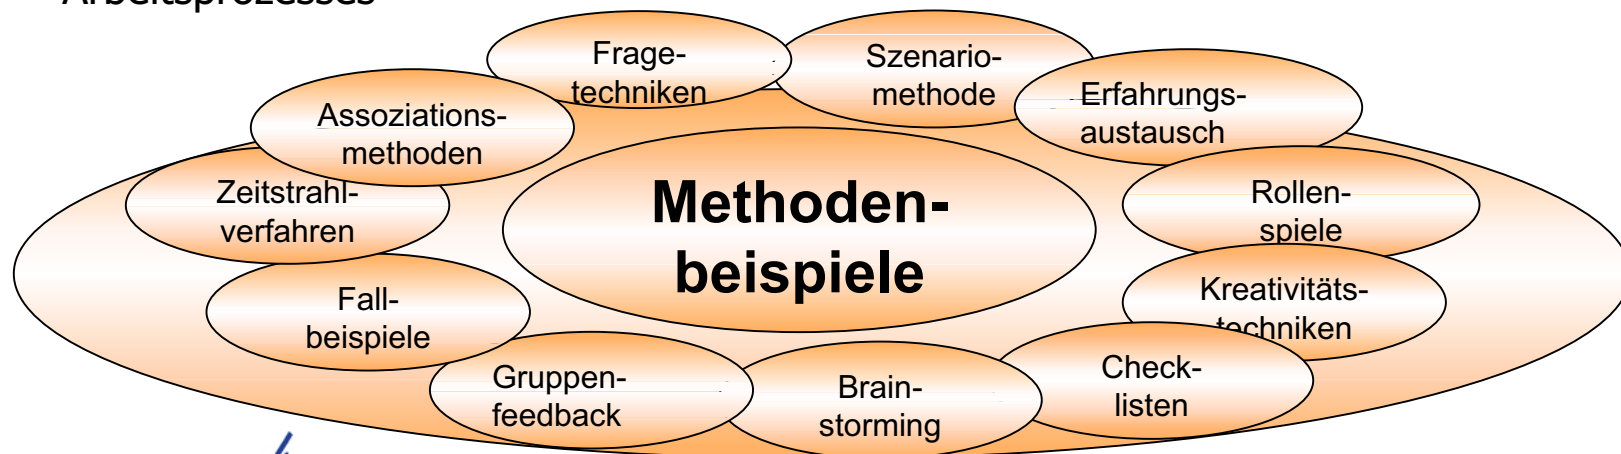 Arbeitsprozesses
Frage-
techniken
Szenario-
methode
Erfahrungs-
austausch
Assoziations-
methoden
Rollen-
spiele
Zeitstrahl-
verfahren
Methoden-
beispiele
Kreativitäts-
techniken
Fall-
beispiele
Check-
listen
Gruppen-
feedback
Brain-
storming